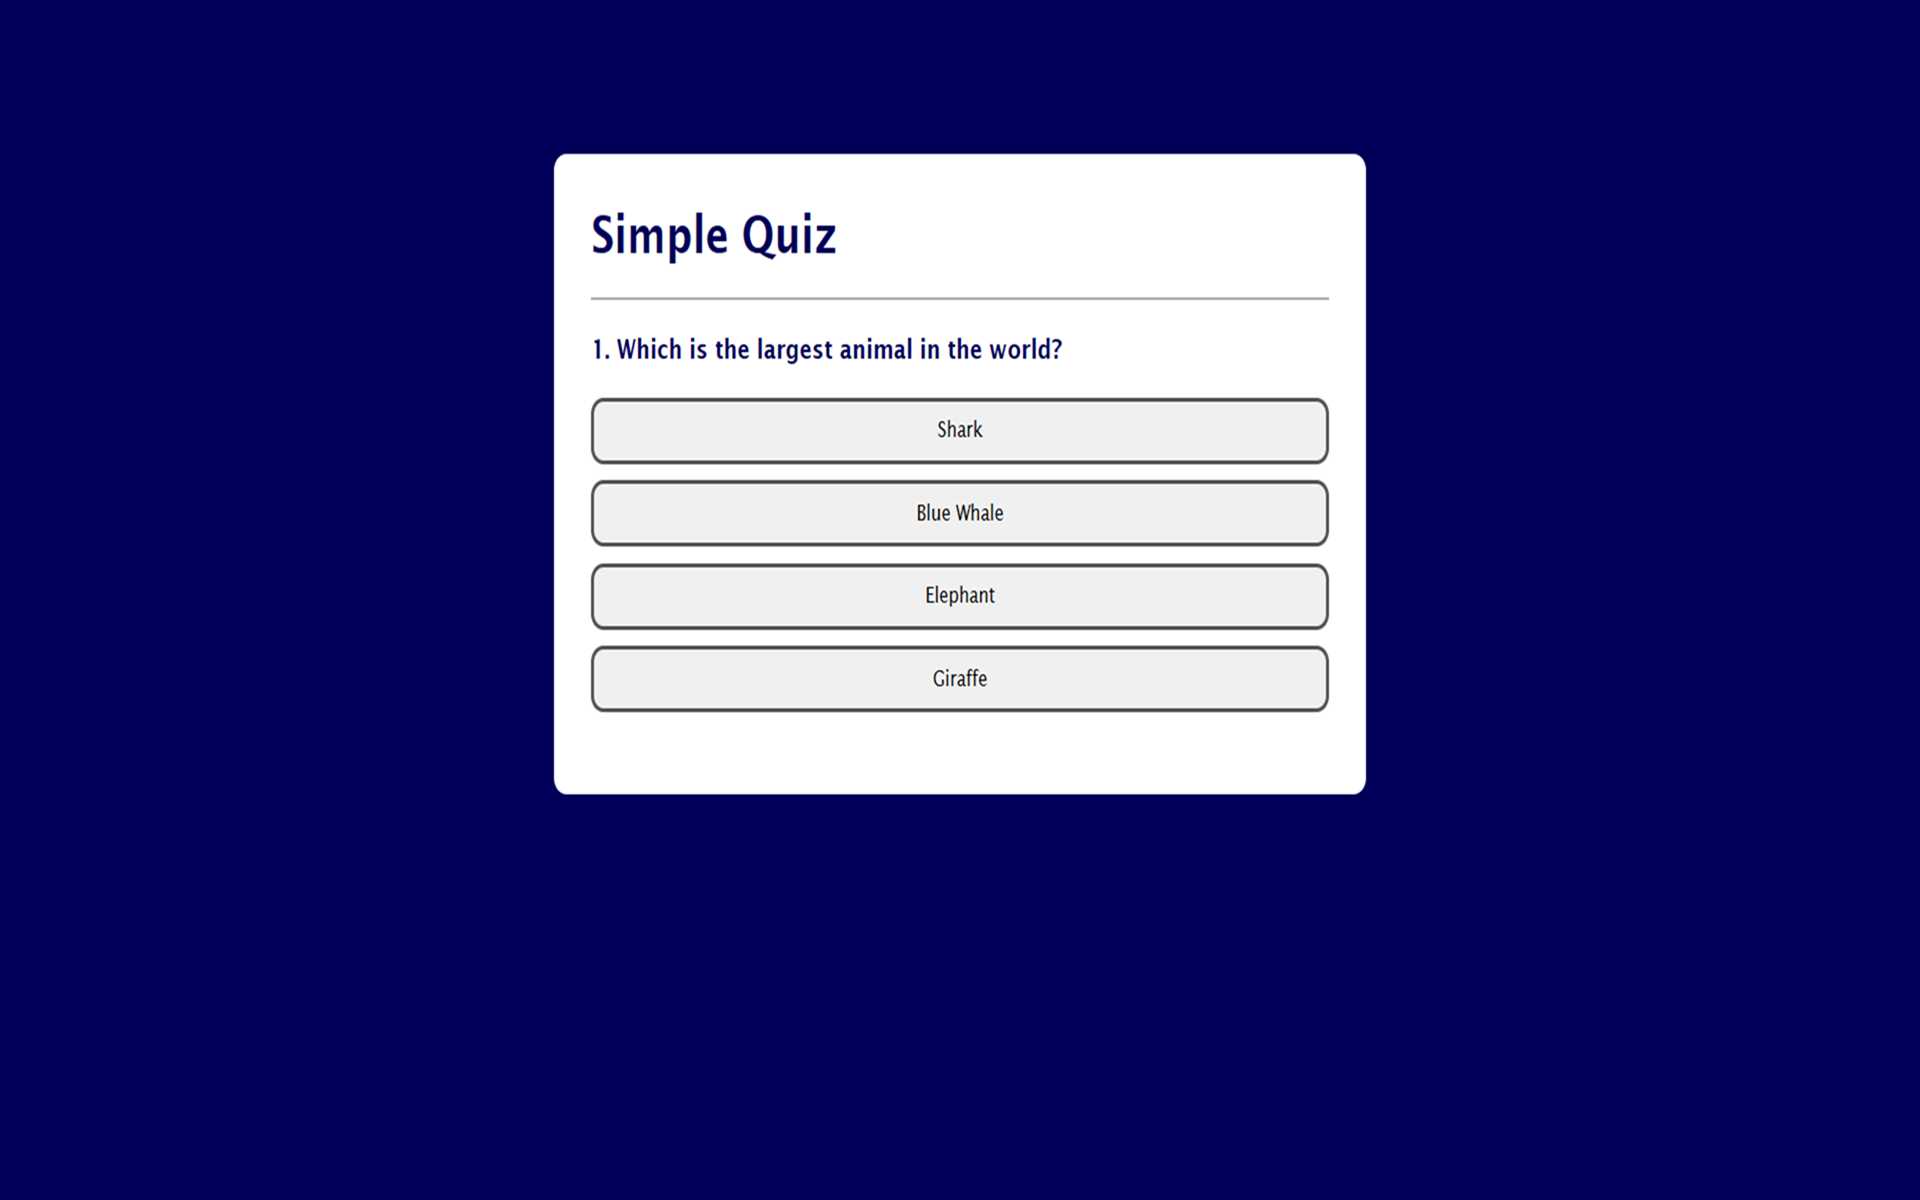 Simple Quiz
1. Which is the largest animal in the world?
Shark
Blue Whale
Elephant
Giraffe